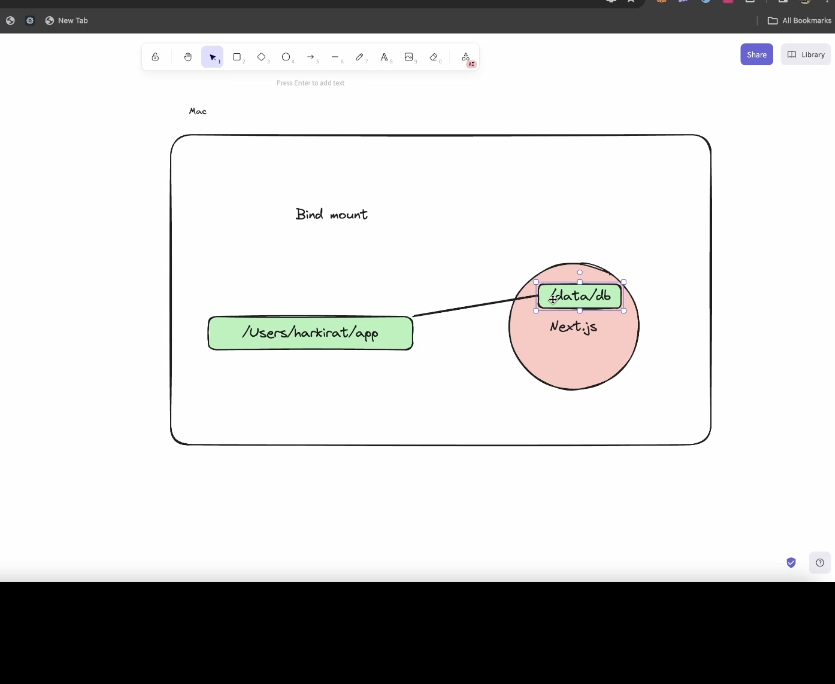 New Tab
All Bookmarks
Share
Library
Press Enter to add text
Mac
Bind mount
/data/db
/Users/harkirat/app
Next.js